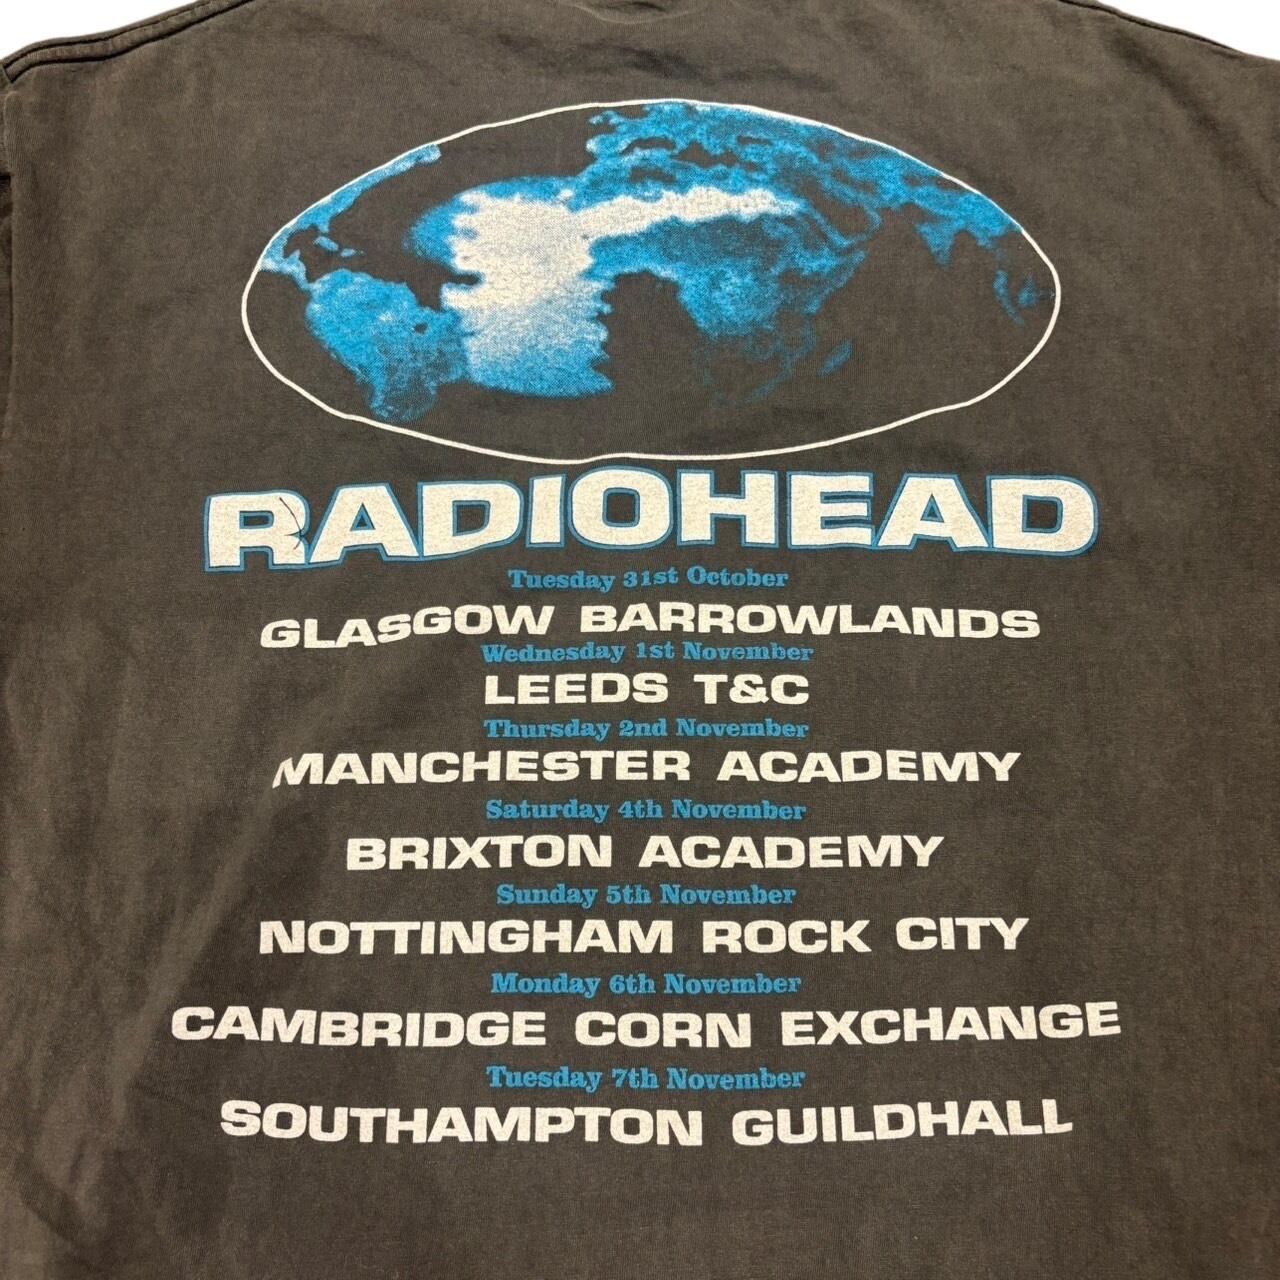 RADIOHEAD
Tuesday 31st October
GLASGOW BARROWLANDS
Wednesday 1st November
LEEDS T&C
Thursday 2nd November
MANCHESTER ACADEMY
Saturday 4th November
BRIXTON ACADEMY
Sunday 5th November
NOTTINGHAM ROCK CITY
Monday 6th November
CAMBRIDGE CORN EXCHANGE
Tuesday 7th November
SOUTHAMPTON GUILDHALL